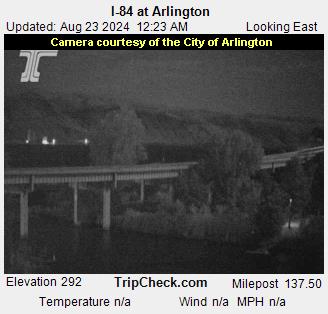 I-84 at Arlington
Updated: Aug 23 2024 12:23 AM Looking East
Camera courtesy of the City of Arlington
Elevation 292 TripCheck.com Milepost 137.50
Temperature n/a Wind n/a MPH n/a